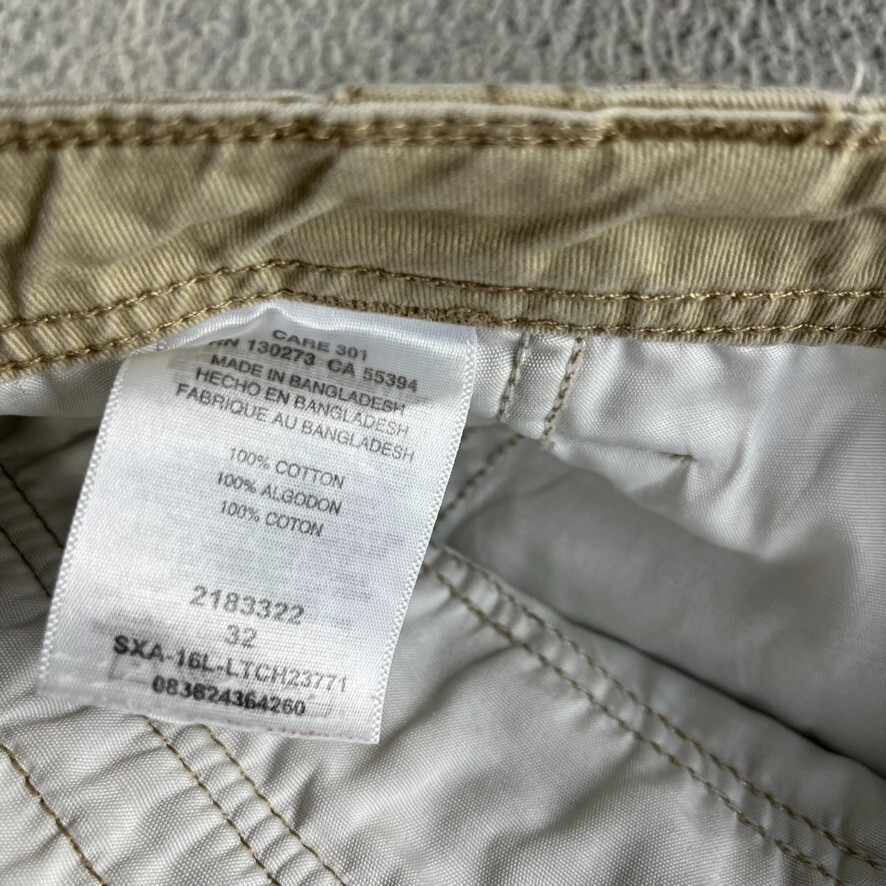 CARE 301
RN 130273 CA 55394
MADE IN BANGLADESH
HECHO EN BANGLADESH
FABRIQUE AU BANGLADESH
100% COTTON
100% ALGODON
100% COTON
2183322
32
SXA-16L-LTCH23771
083624364260